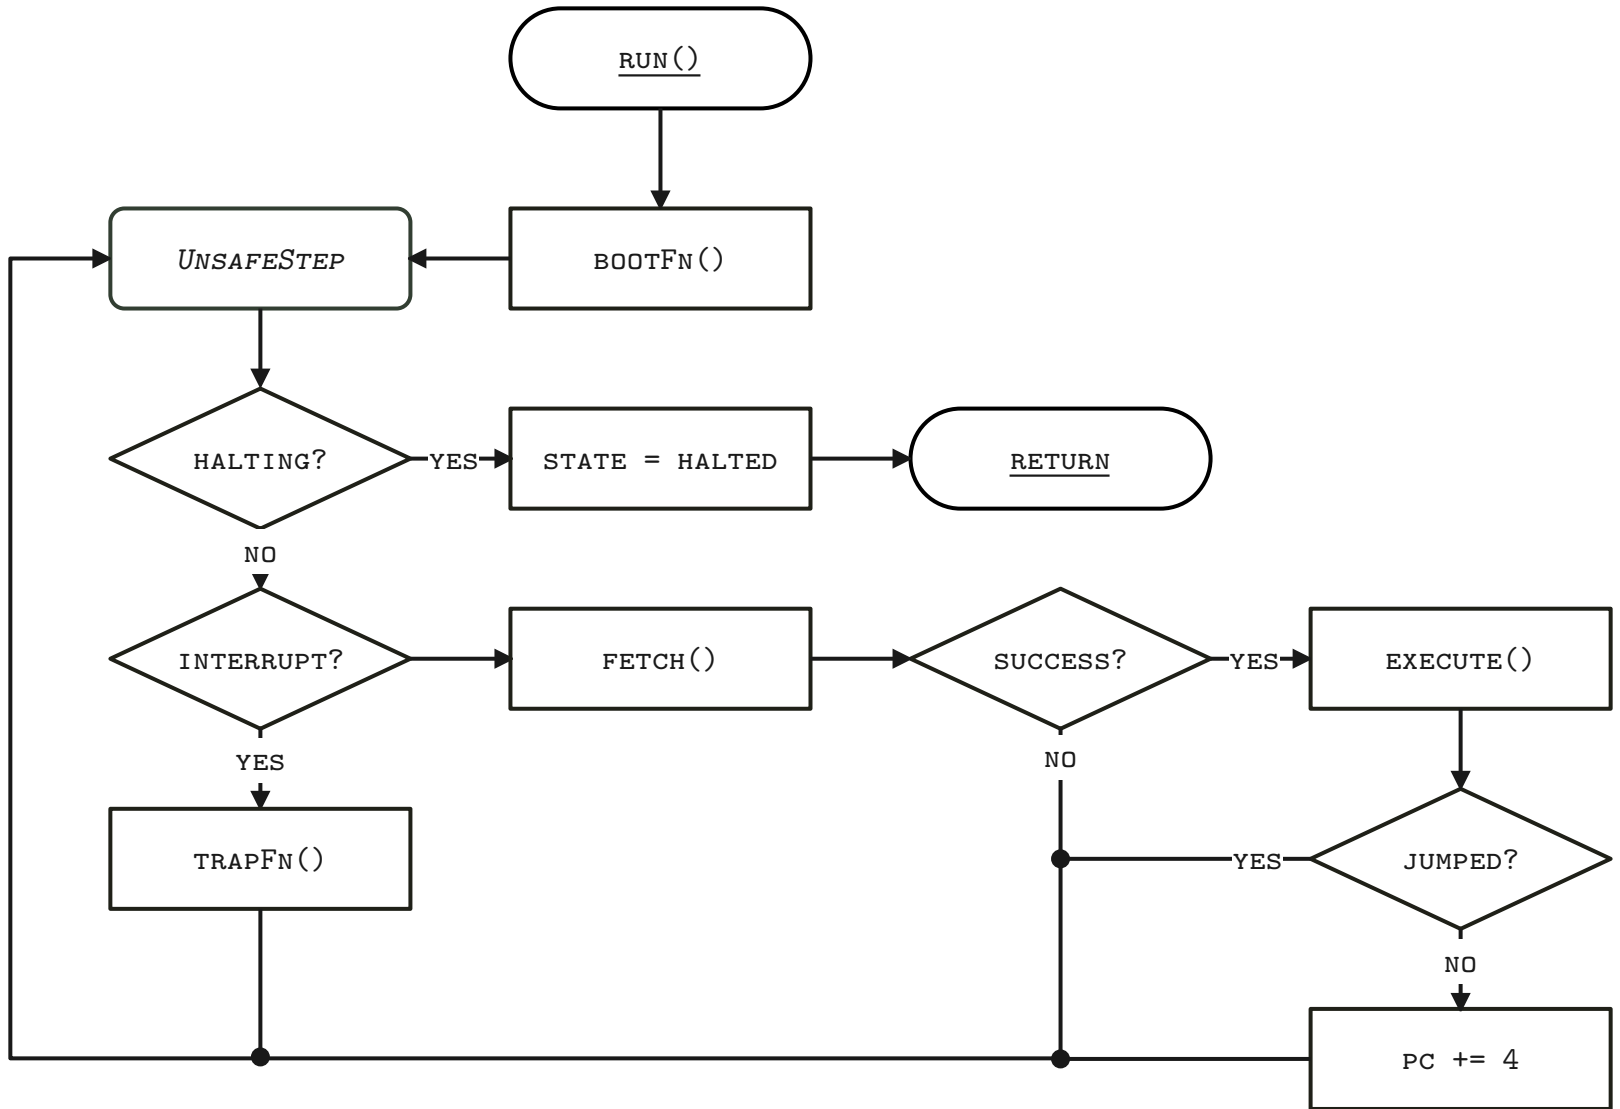 RUN()
UNSAFESTEP
BOOTFN()
HALTING?
YES
STATE = HALTED
RETURN
NO
INTERRUPT?
FETCH()
SUCCESS?
YES
EXECUTE()
YES
NO
TRAPFN()
YES
JUMPED?
NO
PC += 4